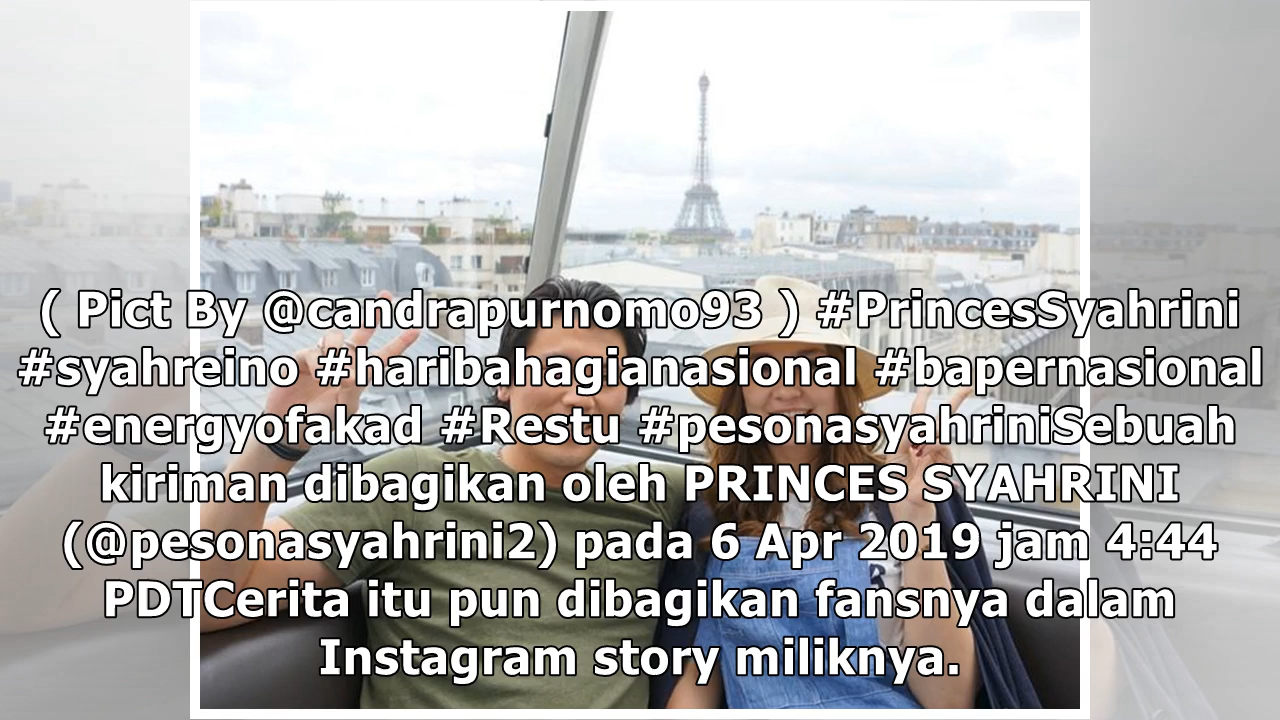 ( Pict By @candrapurnomo93 ) #PrincesSyahrini
#syahreino #haribahagianasional #bapernasional
#energyofakad #Restu #pesonasyahriniSebuah
kiriman dibagikan oleh PRINCES SYAHRINI
(@pesonasyahrini2) pada 6 Apr 2019 jam 4:44
PDTCerita itu pun dibagikan fansnya dalam
Instagram story miliknya.